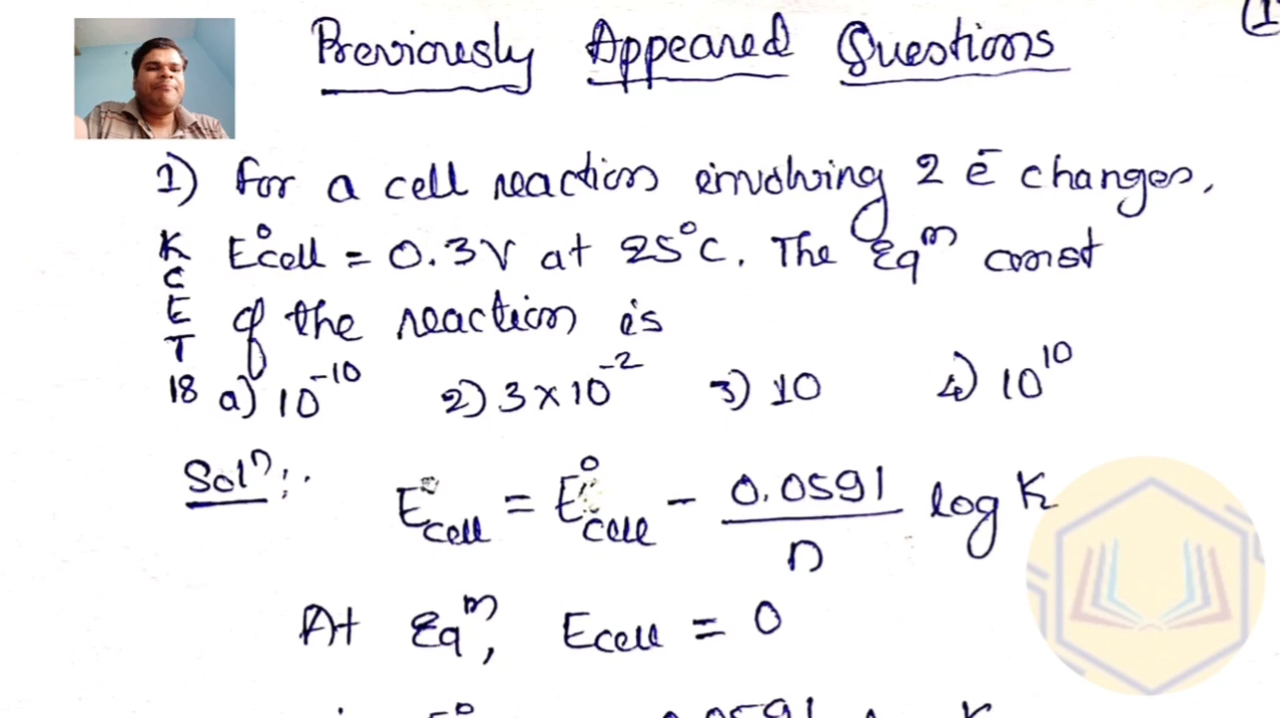 Previously Appeared Questions
1) For a cell reaction involving 2 ē changes,
E°cell = 0.3V at 25°C. The Eqᵐ const
of the reaction is
KCET 18
a) 10⁻¹⁰ 2) 3 × 10⁻² 3) 10 4) 10¹⁰
Solⁿ:.
Ecell = E°cell - 0.0591/n log K
At Eqᵐ, Ecell = 0